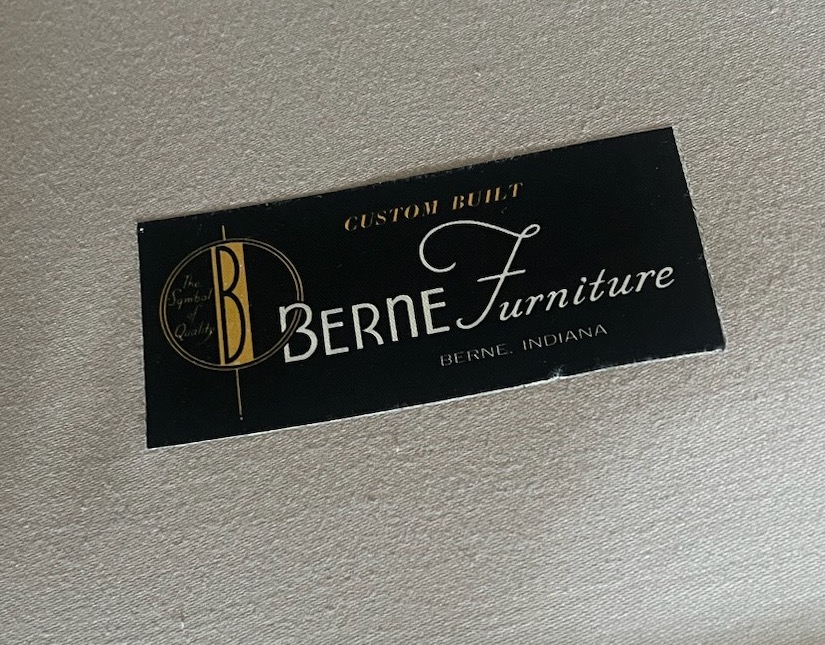 CUSTOM BUILT
The
Symbol
of
Quality
B
BERNE Furniture
BERNE, INDIANA